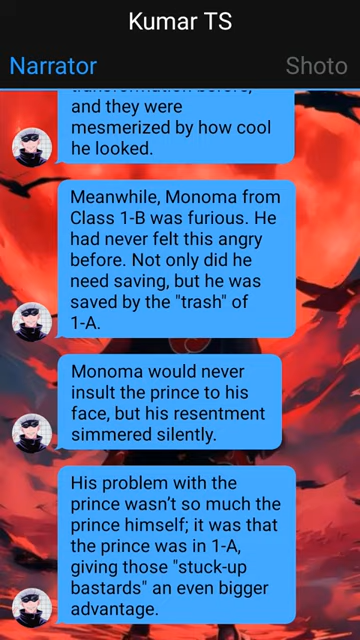 Kumar TS
Narrator
Shoto
transformation before,
and they were
mesmerized by how cool
he looked.
Meanwhile, Monoma from
Class 1-B was furious. He
had never felt this angry
before. Not only did he
need saving, but he was
saved by the "trash" of
1-A.
Monoma would never
insult the prince to his
face, but his resentment
simmered silently.
His problem with the
prince wasn't so much the
prince himself; it was that
the prince was in 1-A,
giving those "stuck-up
bastards" an even bigger
advantage.